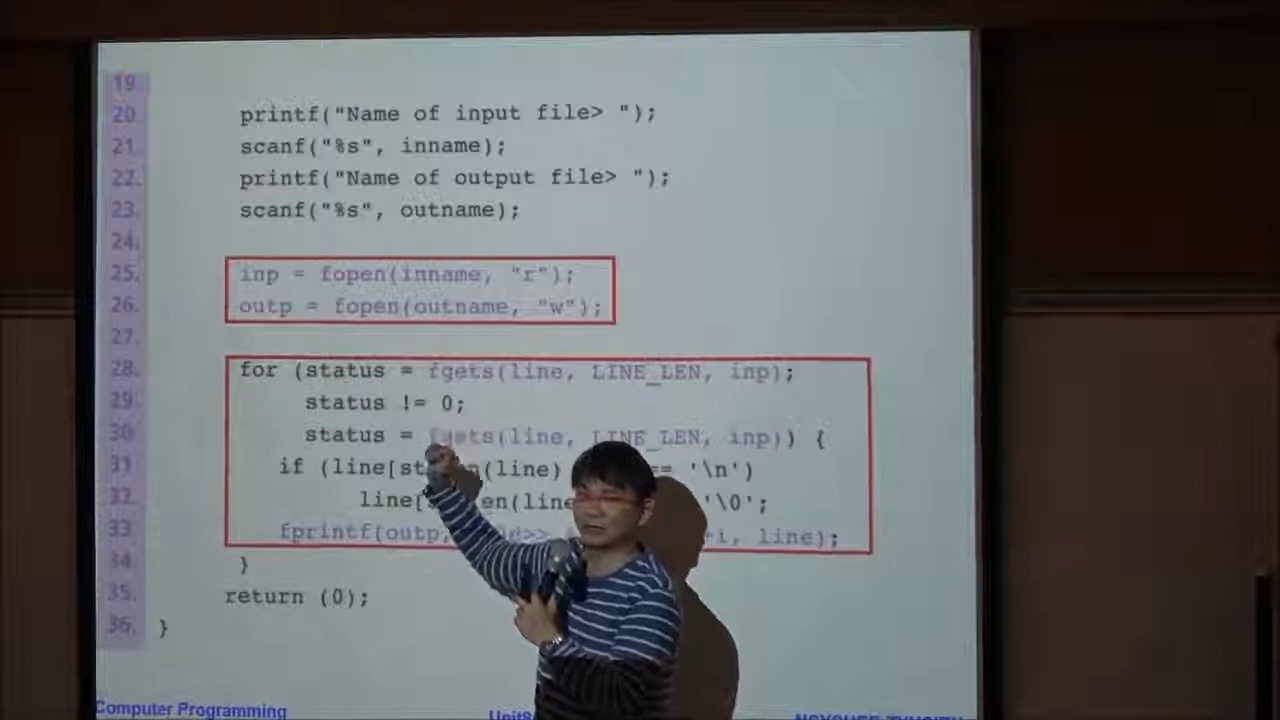 19.
20. printf("Name of input file> ");
21. scanf("%s", inname);
22. printf("Name of output file> ");
23. scanf("%s", outname);
24.
25. inp = fopen(inname, "r");
26. outp = fopen(outname, "w");
27.
28. for (status = fgets(line, LINE_LEN, inp);
29. status != 0;
30. status = fgets(line, LINE_LEN, inp)) {
31. if (line[st (line) == '\n')
32. line[ en(line '\0';
33. fprintf(outp, d>> i, line);
34. }
35. return (0);
36. }
Computer Programming